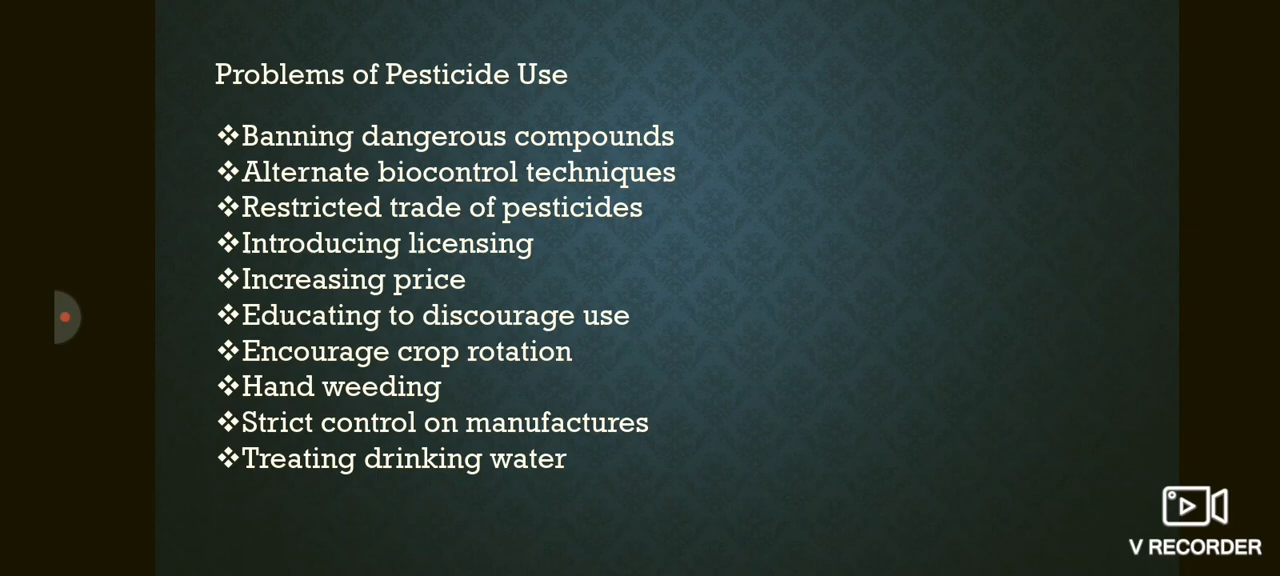 Problems of Pesticide Use
❖Banning dangerous compounds
❖Alternate biocontrol techniques
❖Restricted trade of pesticides
❖Introducing licensing
❖Increasing price
❖Educating to discourage use
❖Encourage crop rotation
❖Hand weeding
❖Strict control on manufactures
❖Treating drinking water
V RECORDER